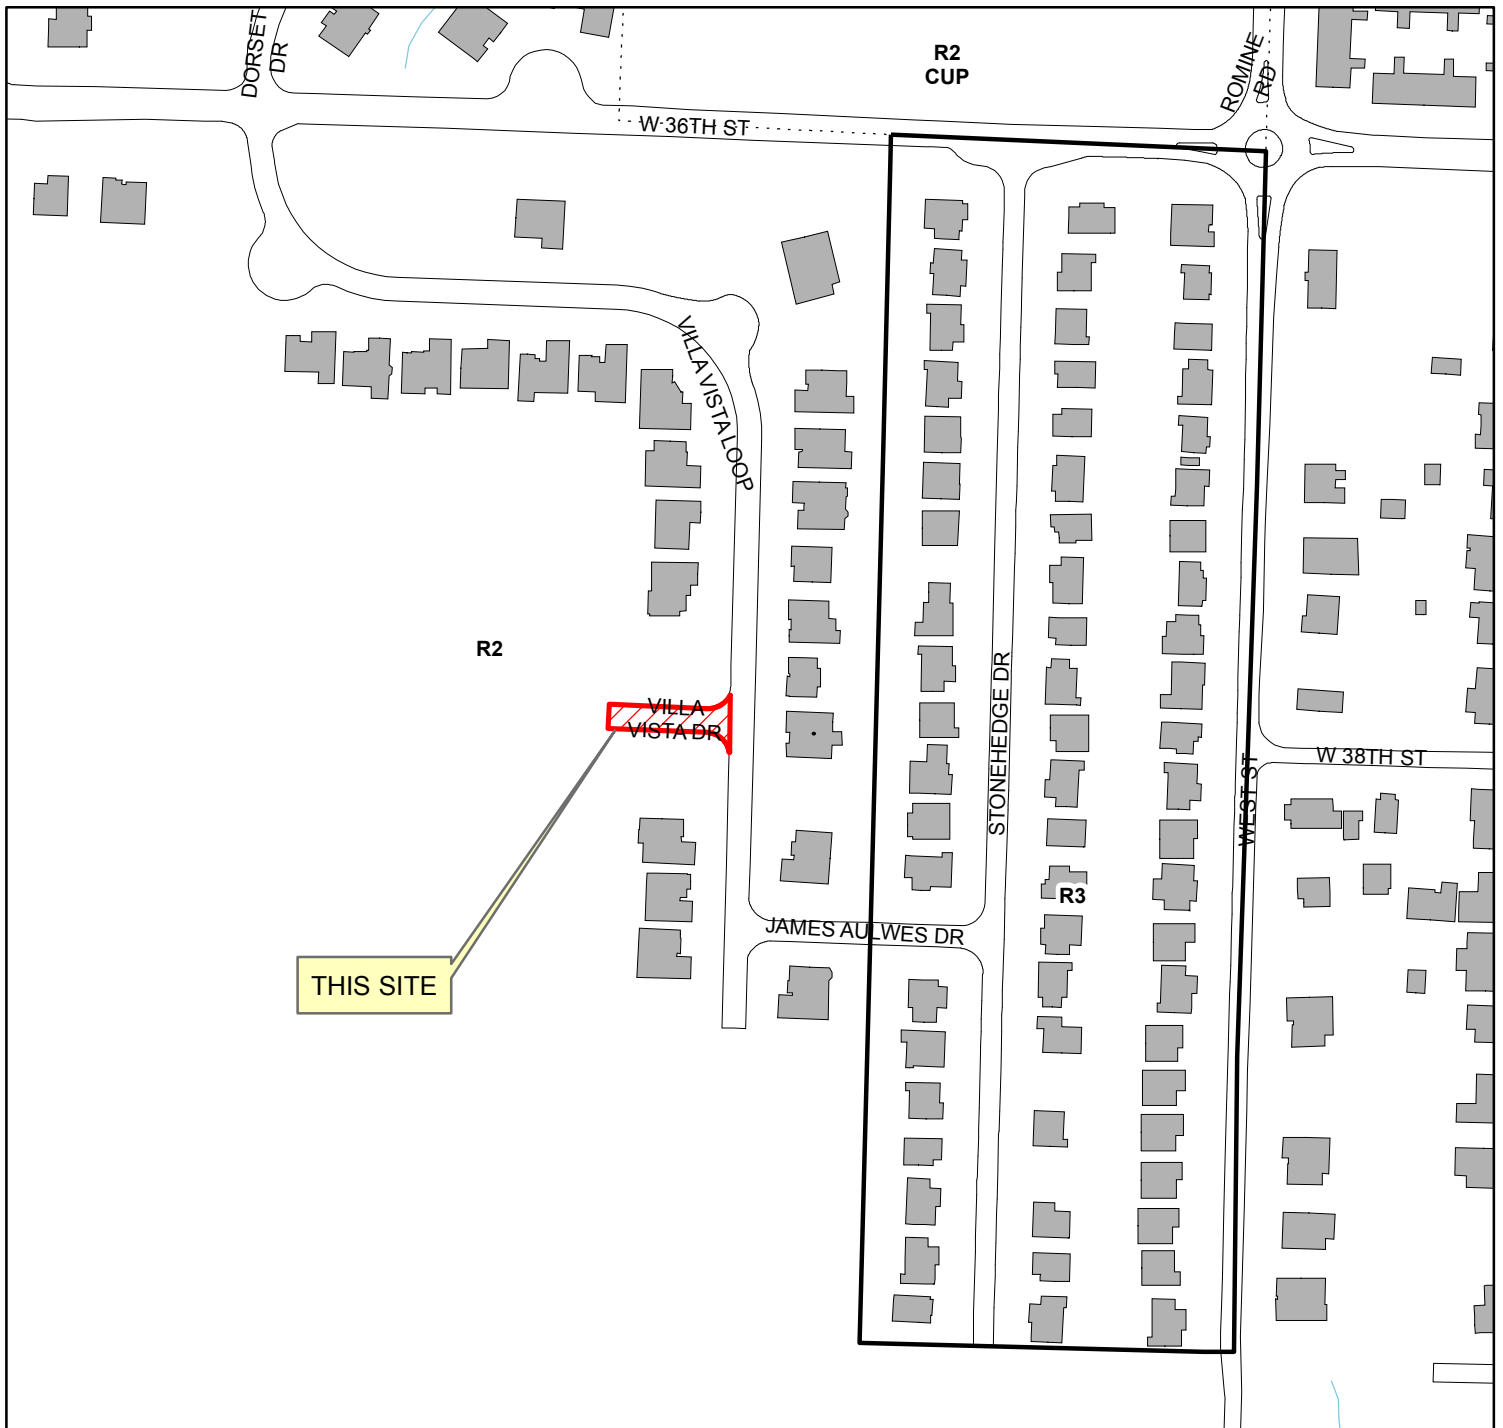 DORSET
DR
R2
CUP
ROMINE
RD
W 36TH ST
VILLA VISTA LOOP
R2
VILLA
VISTA DR
STONEHEDGE DR
WEST ST
W 38TH ST
R3
JAMES AULWES DR
THIS SITE